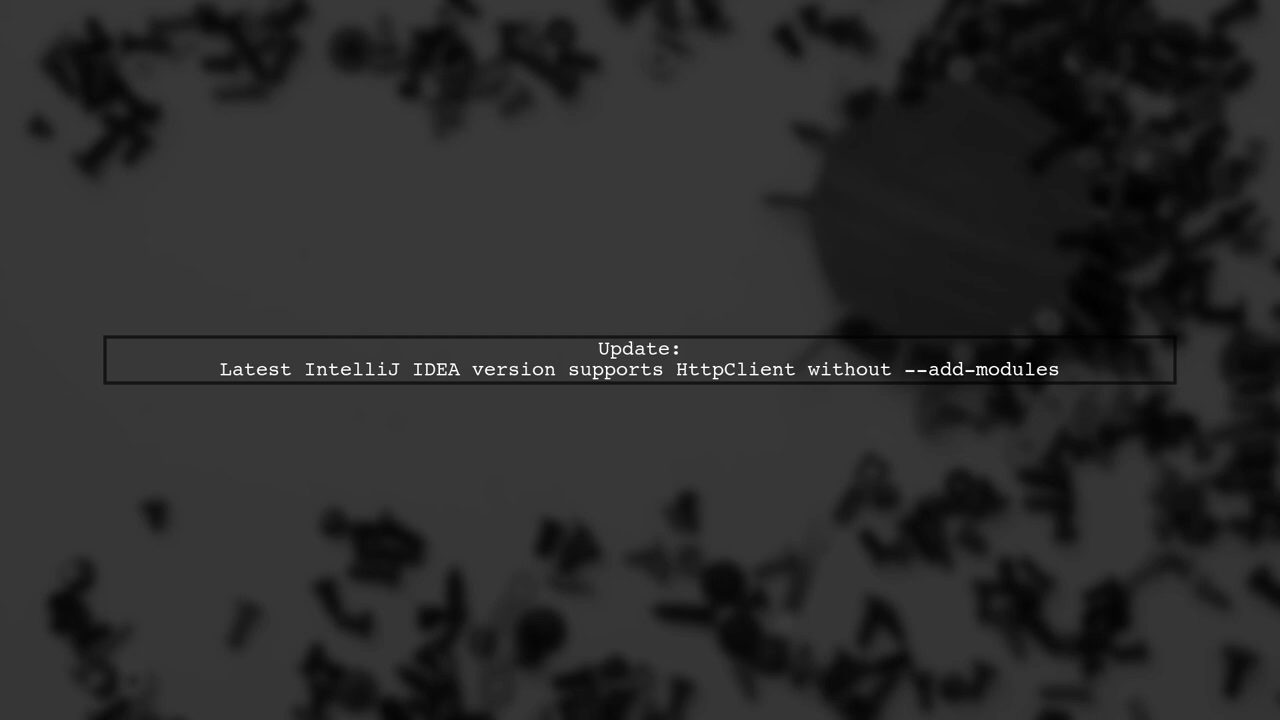 Update:
Latest IntelliJ IDEA version supports HttpClient without --add-modules